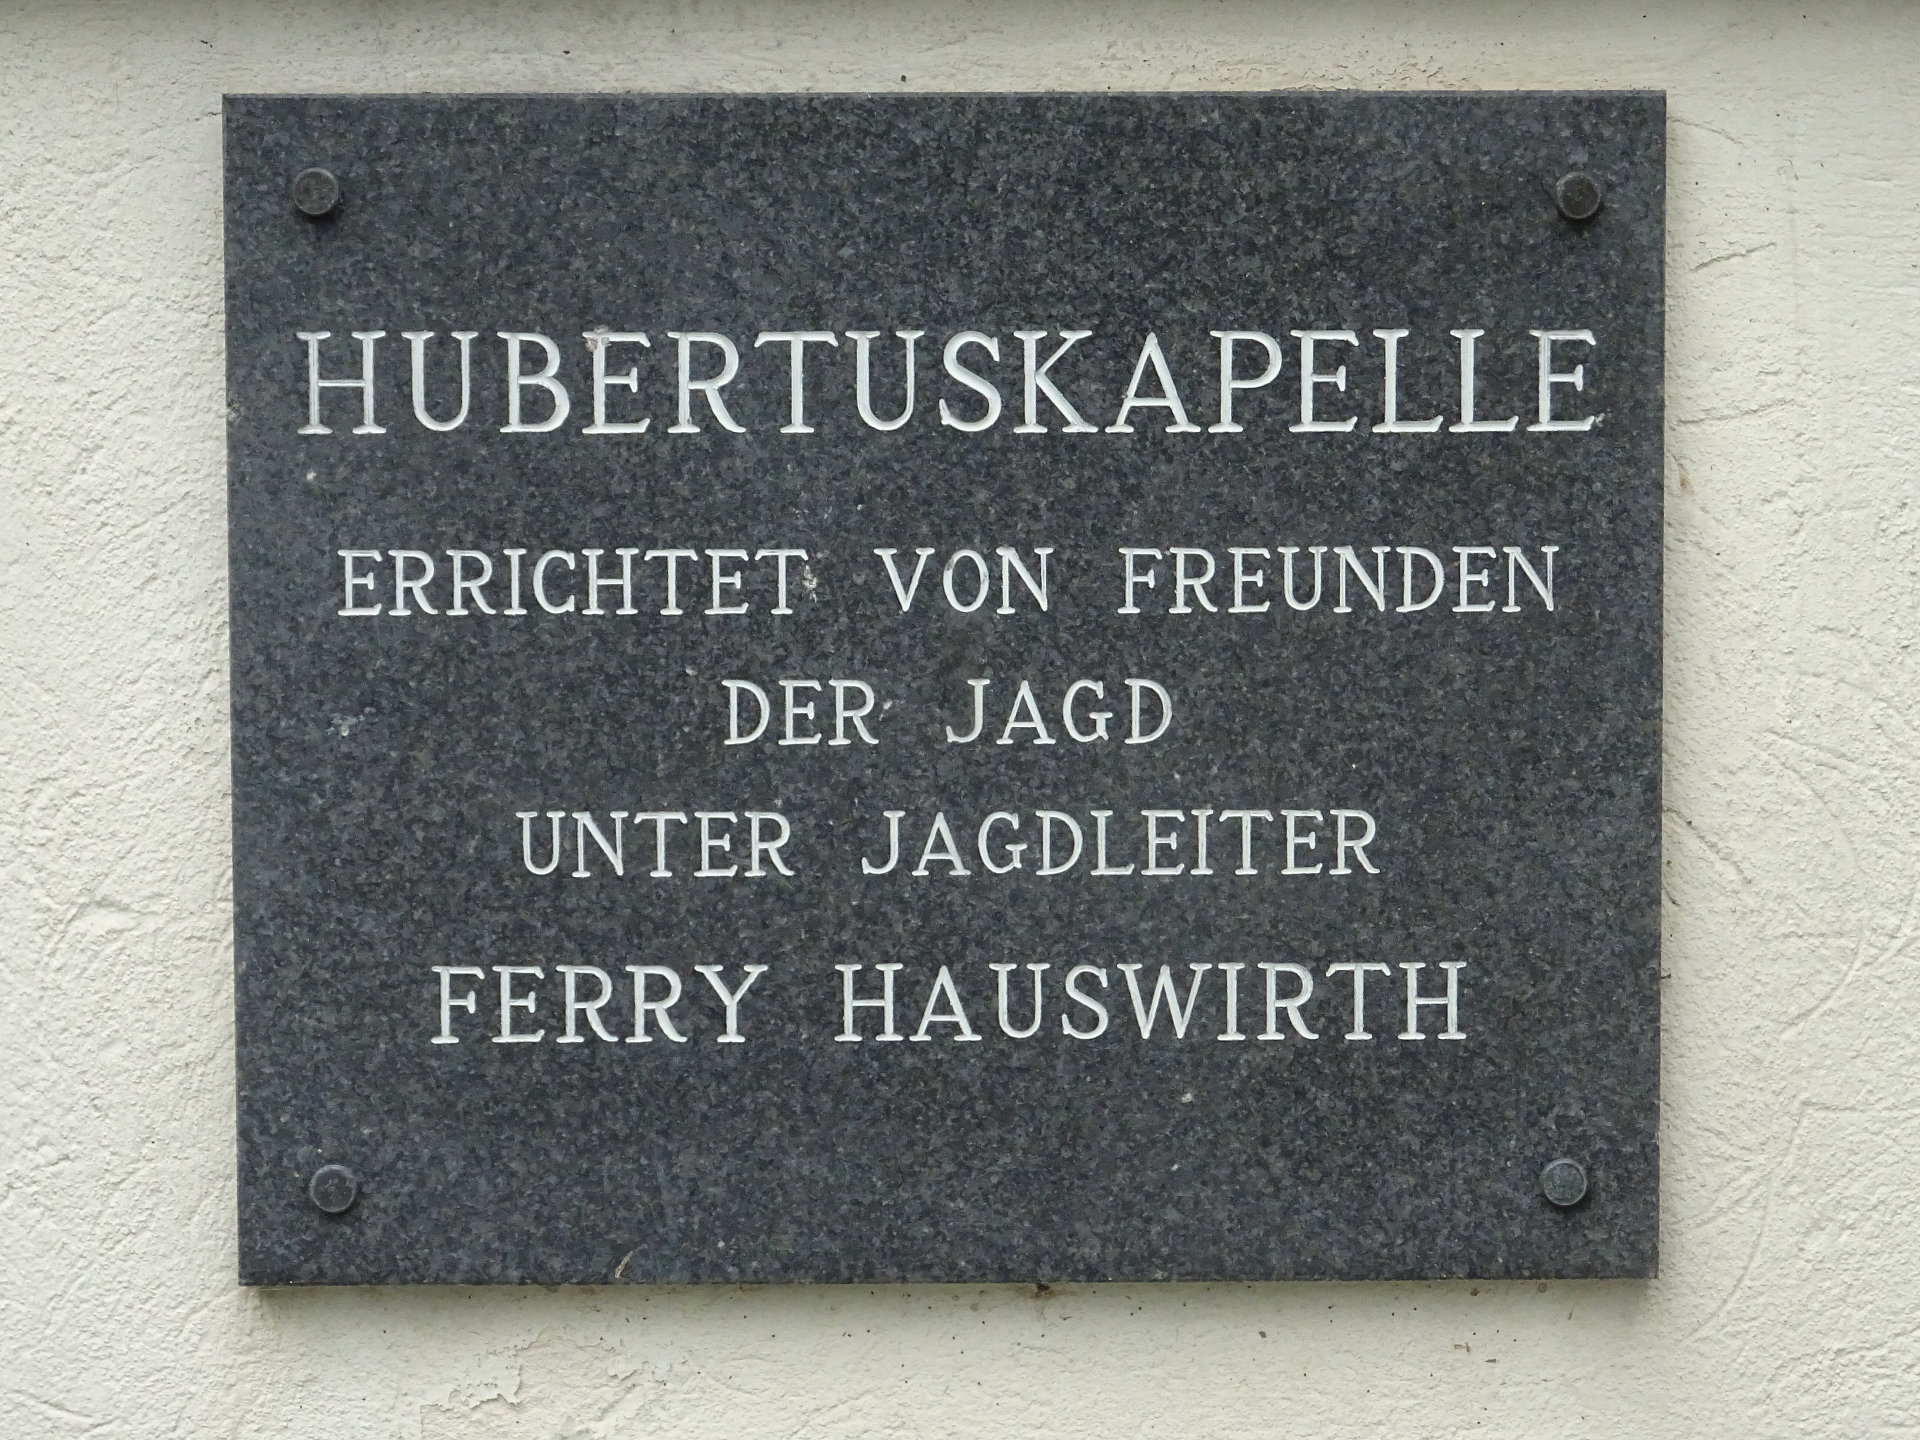 HUBERTUSKAPELLE
ERRICHTET VON FREUNDEN
DER JAGD
UNTER JAGDLEITER
FERRY HAUSWIRTH